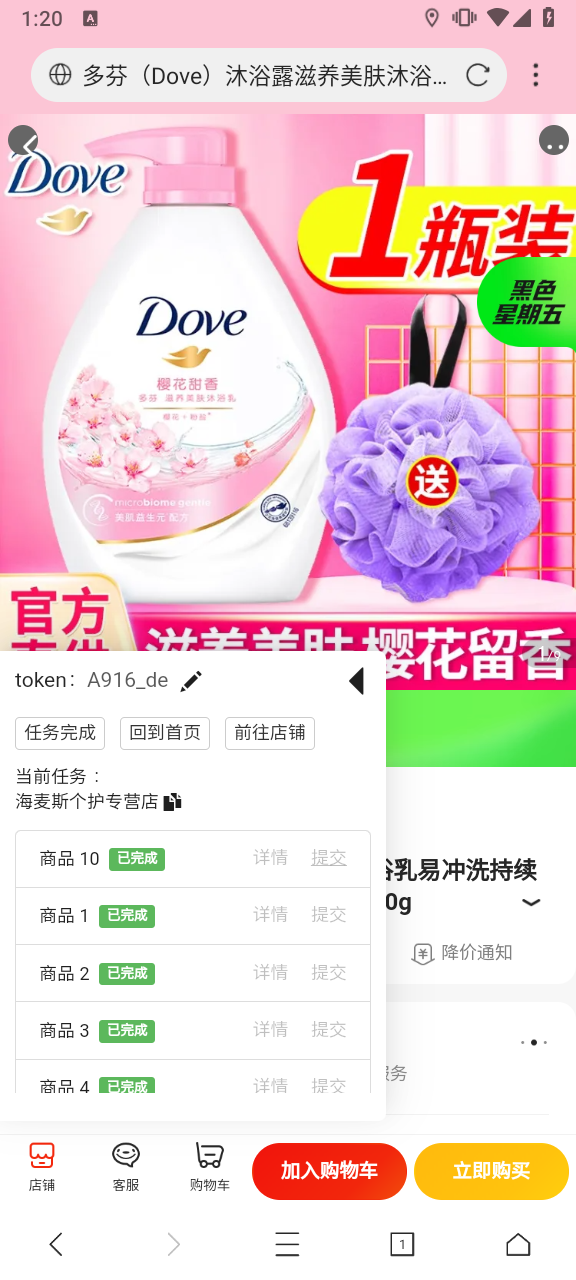 1:20
A
多芬（Dove）沐浴露滋养美肤沐浴...
Dove
1瓶装
黑色
星期五
Dove
樱花甜香
多芬 滋养美肤沐浴乳
送
microbiome gentle
美肌益生元 配方
官方
滋养美肤 樱花留香
token： A916_de
任务完成
回到首页
前往店铺
当前任务：
海麦斯个护专营店
商品 10 已完成 详情 提交
商品 1 已完成 详情 提交
商品 2 已完成 详情 提交
商品 3 已完成 详情 提交
商品 4 已完成 详情 提交
浴乳易冲洗持续
0g
降价通知
服务
店铺
客服
购物车
加入购物车
立即购买
1